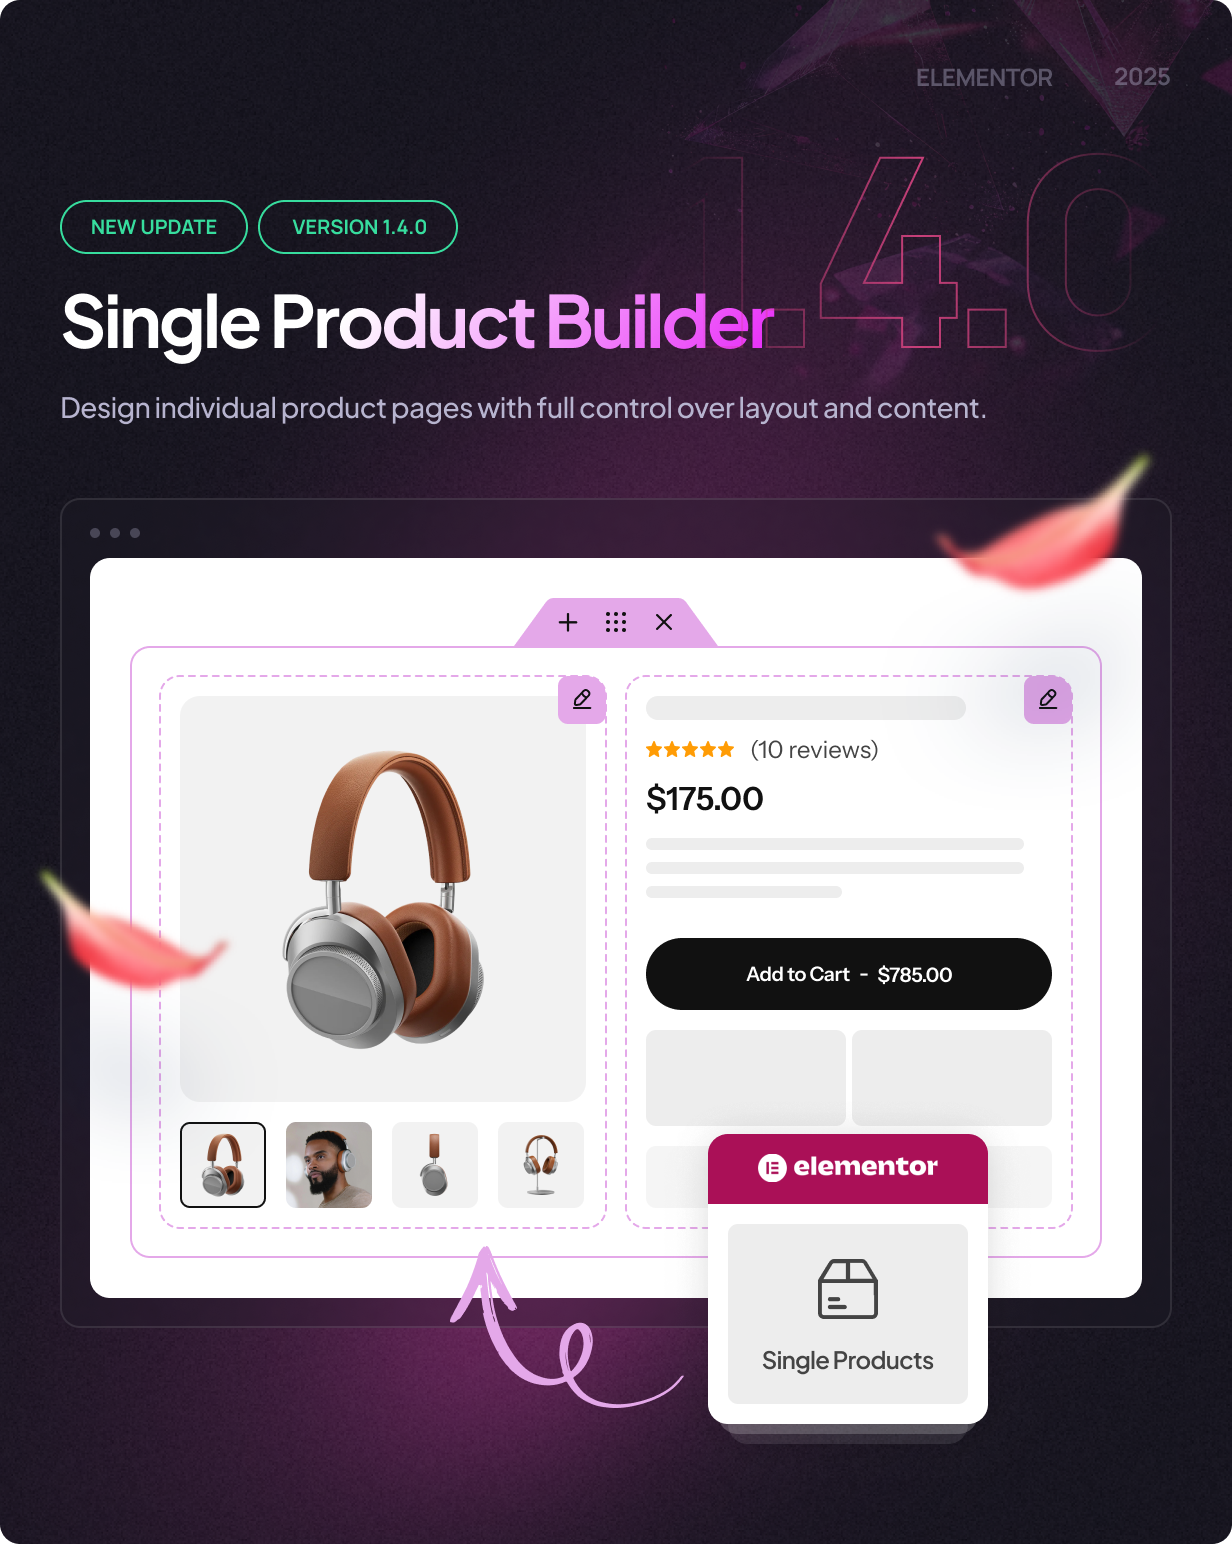 ELEMENTOR 2025
1.4.0
NEW UPDATE VERSION 1.4.0
Single Product Builder
Design individual product pages with full control over layout and content.
(10 reviews)
$175.00
Add to Cart - $785.00
elementor
Single Products